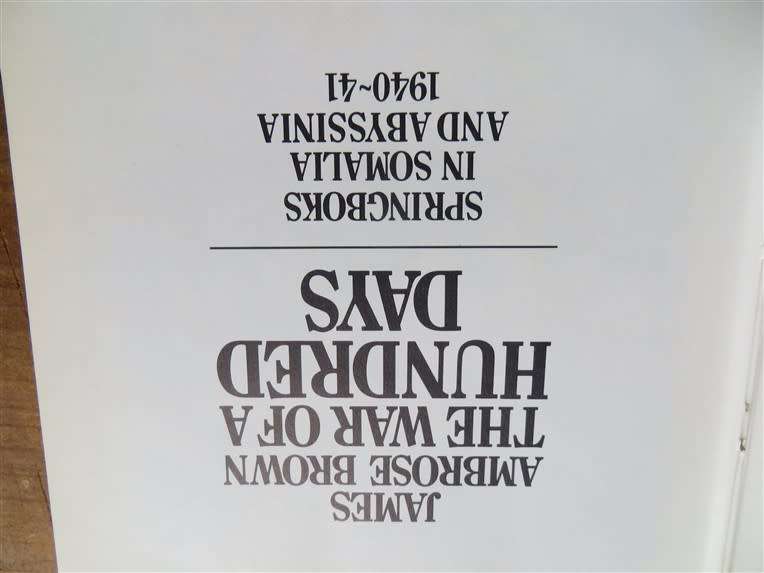 JAMES
AMBROSE BROWN
THE WAR OF A
HUNDRED
DAYS
SPRINGBOKS
IN SOMALIA
AND ABYSSINIA
1940~41